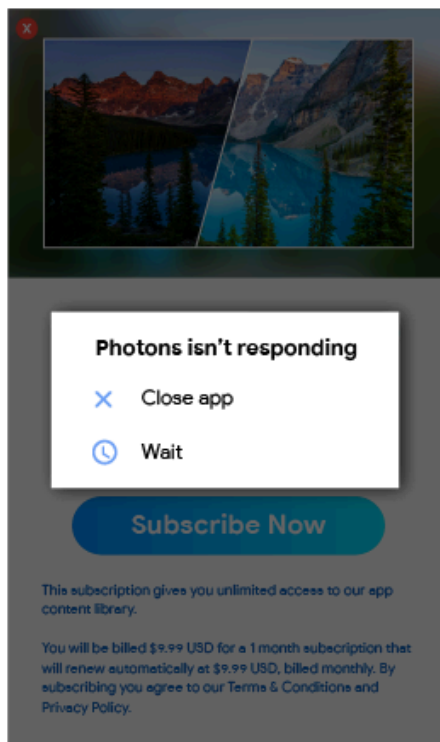 X
Photons isn't responding
Close app
Wait
Subscribe Now
This subscription gives you unlimited access to our app
content library.
You will be billed $9.99 USD for a 1 month subscription that
will renew automatically at $9.99 USD, billed monthly. By
subscribing you agree to our Terms & Conditions and
Privacy Policy.